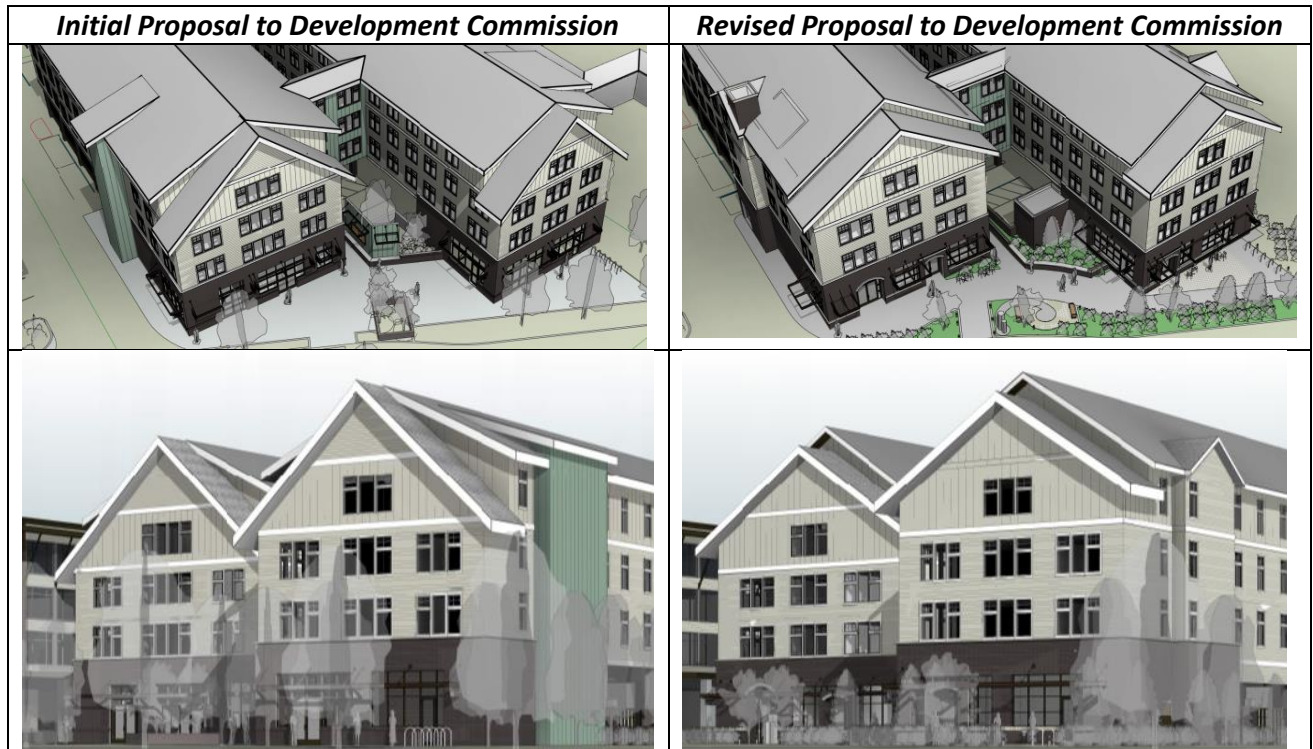 Initial Proposal to Development Commission
Revised Proposal to Development Commission